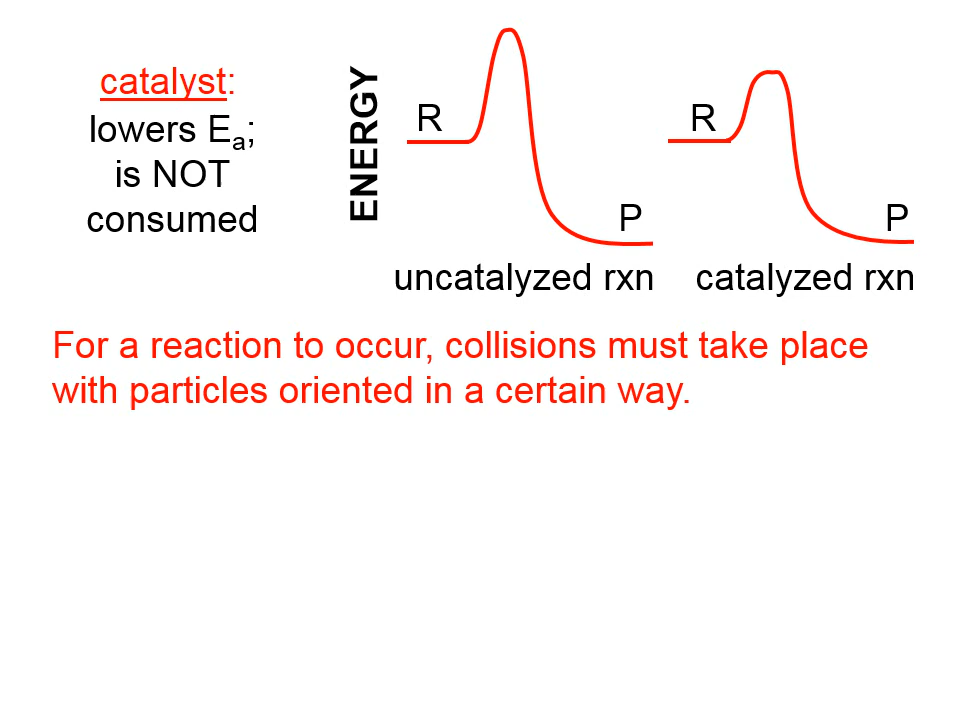 catalyst:
lowers Ea;
is NOT
consumed
ENERGY
R
P
uncatalyzed rxn
R
P
catalyzed rxn
For a reaction to occur, collisions must take place
with particles oriented in a certain way.